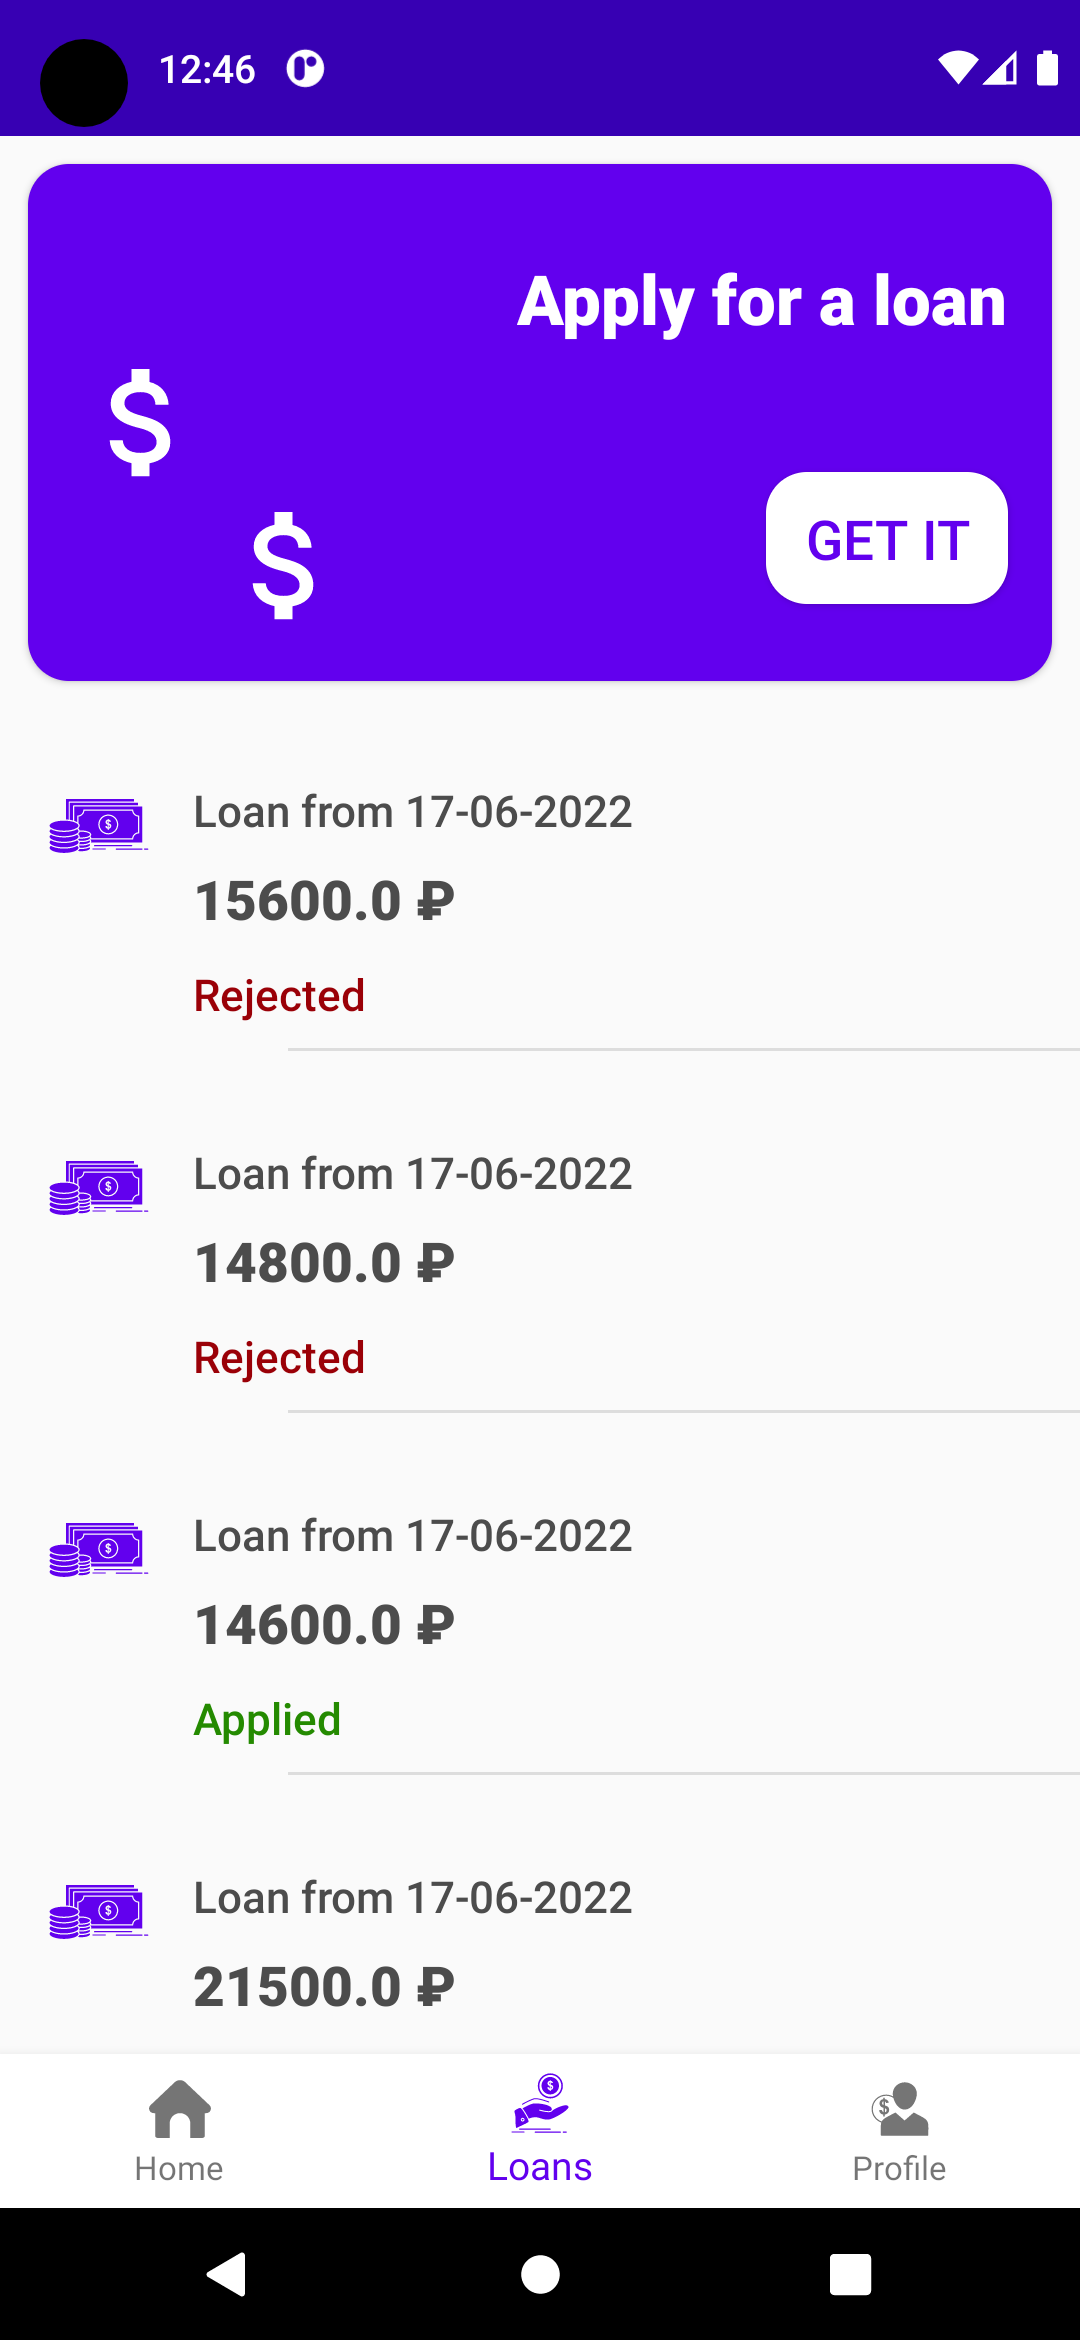 12:46
Apply for a loan
$
$
GET IT
Loan from 17-06-2022
15600.0 ₽
Rejected
Loan from 17-06-2022
14800.0 ₽
Rejected
Loan from 17-06-2022
14600.0 ₽
Applied
Loan from 17-06-2022
21500.0 ₽
Home
Loans
Profile